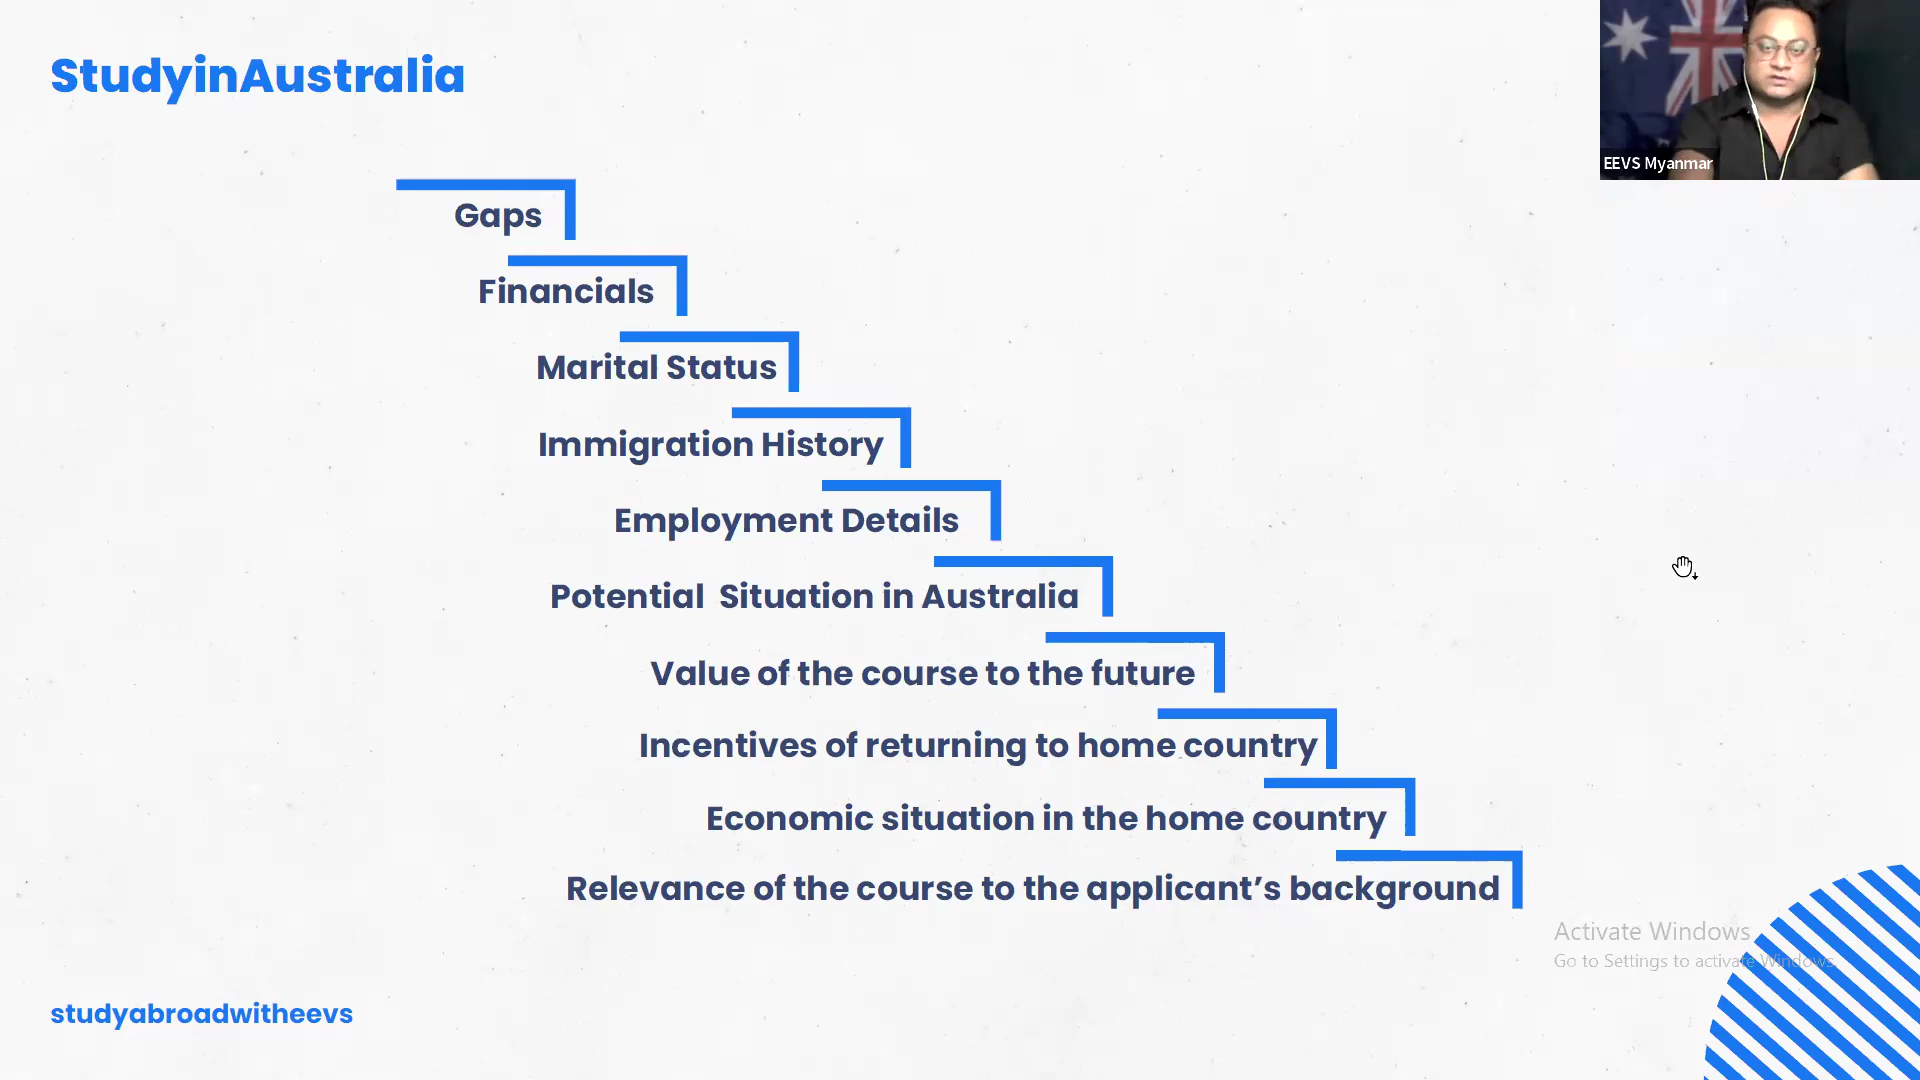 StudyinAustralia
EEVS Myanmar
Gaps
Financials
Marital Status
Immigration History
Employment Details
Potential  Situation in Australia
Value of the course to the future
Incentives of returning to home country
Economic situation in the home country
Relevance of the course to the applicant’s background
Activate Windows
Go to Settings to activate Windows.
studyabroadwitheevs